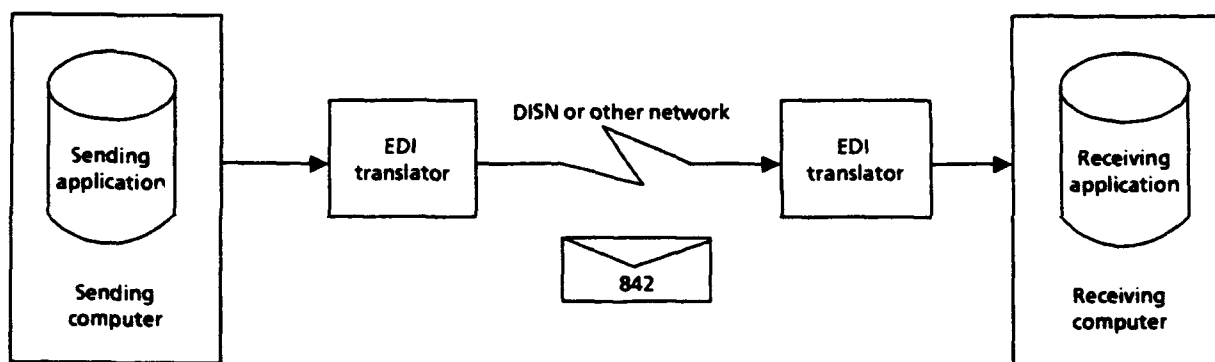 Sending
application
Sending
computer
EDI
translator
DISN or other network
842
EDI
translator
Receiving
application
Receiving
computer